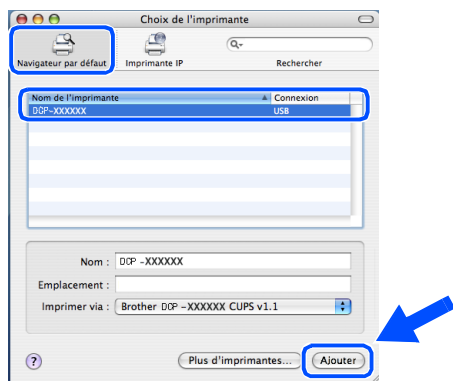 Choix de l'imprimante
Navigateur par défaut Imprimante IP Rechercher
Nom de l'imprimante Connexion
DCP-XXXXXX USB
Nom : DCP -XXXXXX
Emplacement :
Imprimer via : Brother DCP -XXXXXX CUPS v1.1
? Plus d'imprimantes... Ajouter